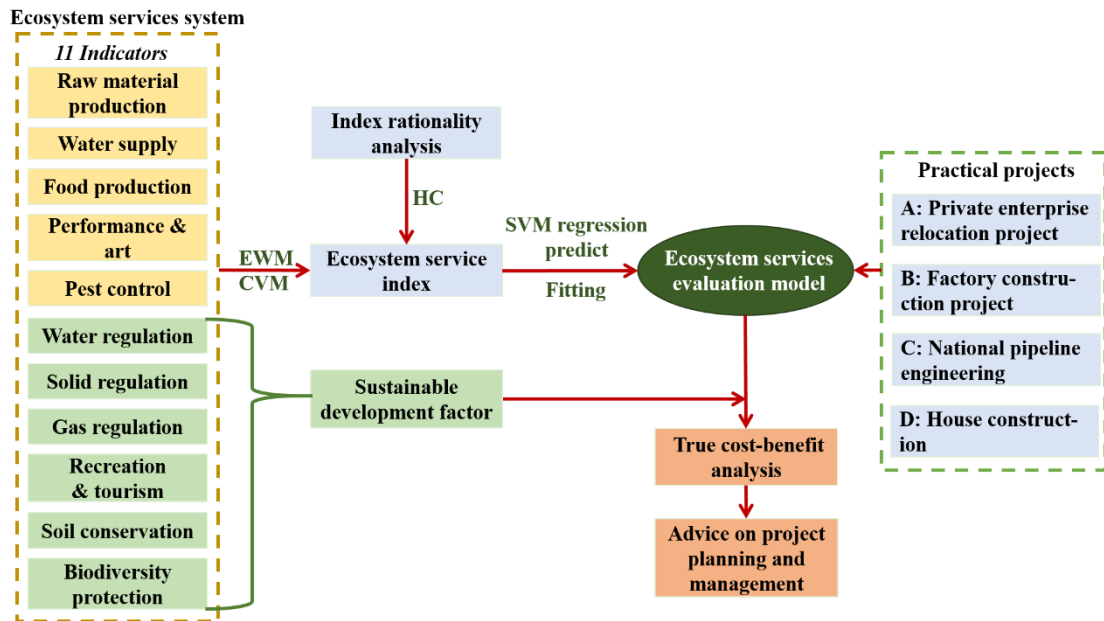 Ecosystem services system
11 Indicators
Raw material
production
Water supply
Food production
Performance &
art
Pest control
Water regulation
Solid regulation
Gas regulation
Recreation
& tourism
Soil conservation
Biodiversity
protection
EWM
CVM
Index rationality
analysis
HC
Ecosystem service
index
SVM regression
predict
Fitting
Ecosystem services
evaluation model
Sustainable
development factor
True cost-benefit
analysis
Advice on project
planning and
management
Practical projects
A: Private enterprise
relocation project
B: Factory constru-
ction project
C: National pipeline
engineering
D: House construct-
ion